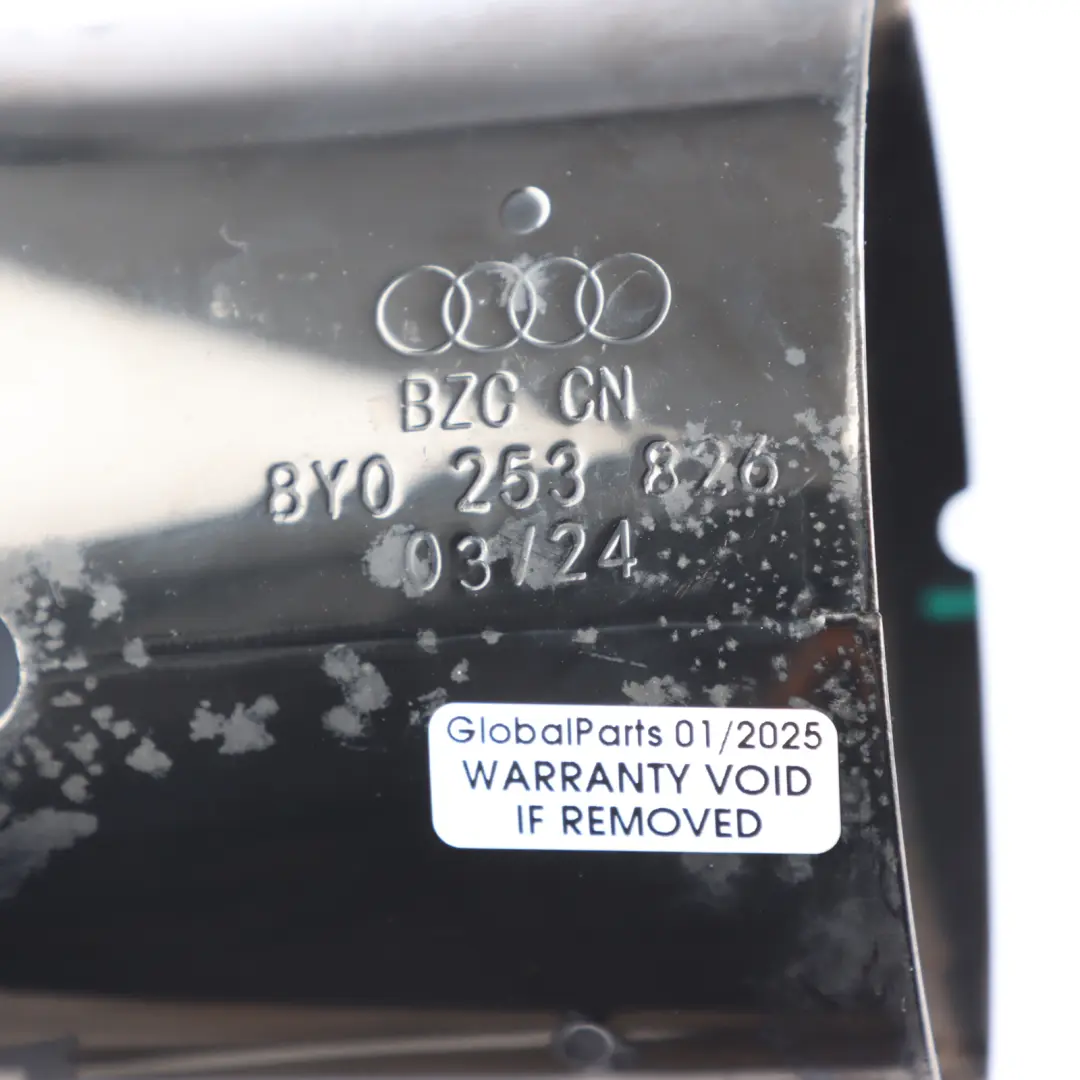 BZC CN
8Y0 253 826
03/24
GlobalParts 01/2025
WARRANTY VOID
IF REMOVED